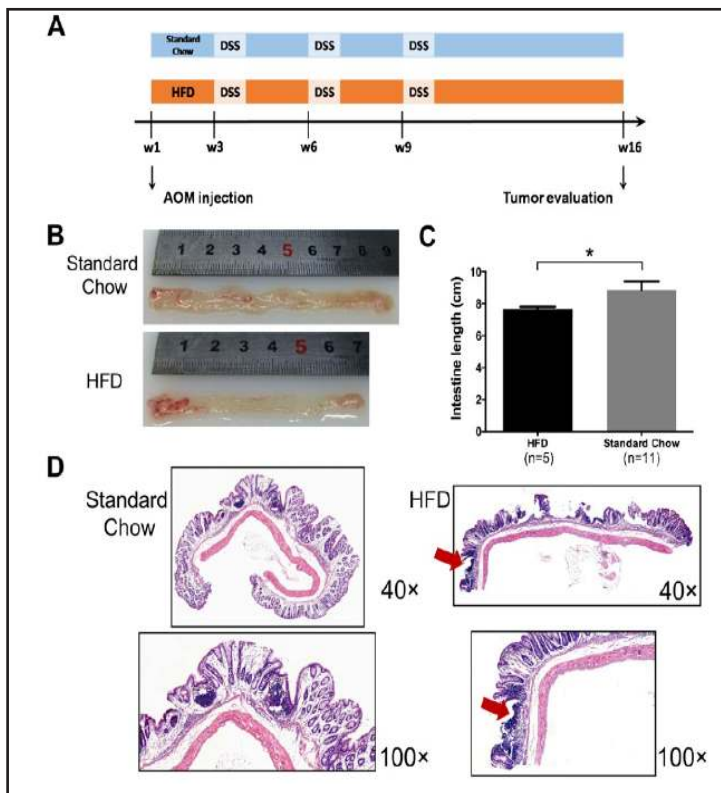 A
Standard
Chow
DSS
DSS
DSS
HFD
DSS
DSS
DSS
w1
w3
w6
w9
w16
AOM injection
Tumor evaluation
B
Standard
Chow
1 2 3 4 5 6 7 8 9
HFD
1 2 3 4 5 6 7
C
*
Intestine length (cm)
10
8
6
4
2
0
HFD
(n=5)
Standard Chow
(n=11)
D
Standard
Chow
40×
HFD
40×
100×
100×